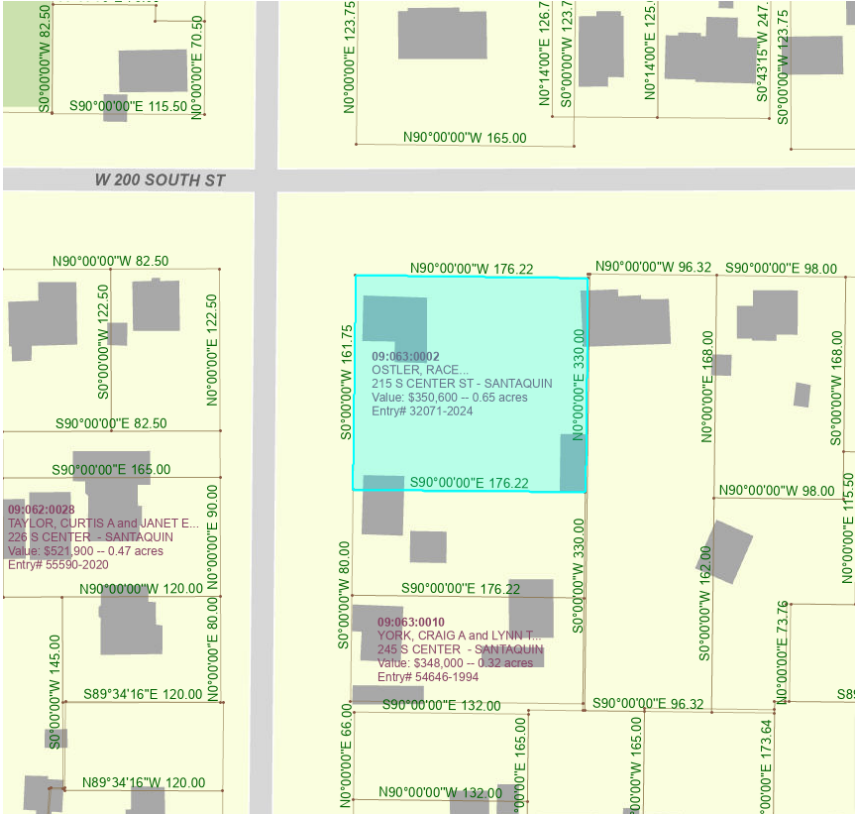 S0°00'00"W 82.50
N0°00'00"E 70.50
S90°00'00"E 115.50
N0°00'00"E 123.75
N90°00'00"W 165.00
N0°14'00"E 126.7
S0°00'00"W 123.7
N0°14'00"E 125.
S0°43'15"W 247.
S0°00'00"W 123.75
W 200 SOUTH ST
N90°00'00"W 82.50
S0°00'00"W 122.50
N0°00'00"E 122.50
S90°00'00"E 82.50
N90°00'00"W 176.22
N90°00'00"W 96.32
S90°00'00"E 98.00
S0°00'00"W 161.75
09:063:0002
OSTLER, RACE...
215 S CENTER ST - SANTAQUIN
Value: $350,600 -- 0.65 acres
Entry# 32071-2024
N0°00'00"E 330.00
N0°00'00"E 168.00
S0°00'00"E 168.00
S90°00'00"E 176.22
S90°00'00"E 165.00
09:062:0028
TAYLOR, CURTIS A and JANET E...
226 S CENTER - SANTAQUIN
Value: $521,900 -- 0.47 acres
Entry# 55590-2020
N0°00'00"E 90.00
N90°00'00"W 98.00
N0°00'00"E 115.50
S0°00'00"W 80.00
S0°00'00"W 330.00
S0°00'00"W 162.00
N90°00'00"W 120.00
S90°00'00"E 176.22
09:063:0010
YORK, CRAIG A and LYNN T...
245 S CENTER - SANTAQUIN
Value: $348,000 -- 0.32 acres
Entry# 54646-1994
N0°00'00"E 80.00
S0°00'00"W 145.00
N0°00'00"E 73.76
S89°34'16"E 120.00
S90°00'00"E 132.00
S90°00'00"E 96.32
S89
N0°00'00"E 66.00
°00'00"E 165.00
S0°00'00"W 165.00
°00'00"E 173.64
N89°34'16"W 120.00
N90°00'00"W 132.00